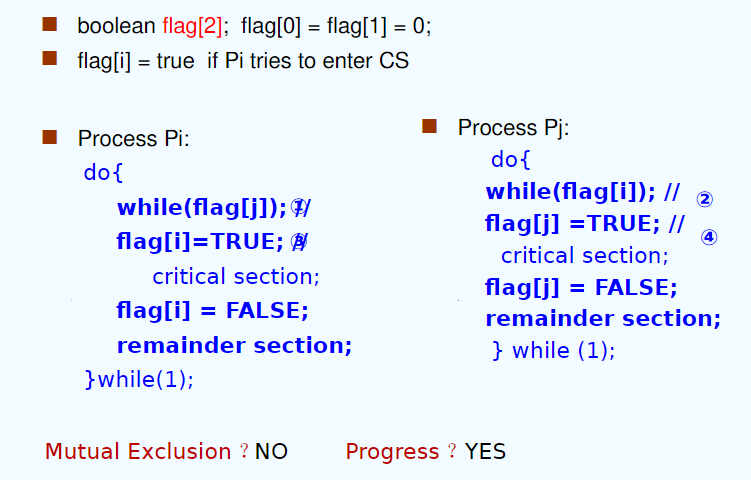 boolean flag[2]; flag[0] = flag[1] = 0;
flag[i] = true if Pi tries to enter CS
Process Pi:
do{
while(flag[j]); // ①
flag[i]=TRUE; // ③
critical section;
flag[i] = FALSE;
remainder section;
}while(1);
Process Pj:
do{
while(flag[i]); // ②
flag[j] =TRUE; // ④
critical section;
flag[j] = FALSE;
remainder section;
} while (1);
Mutual Exclusion ? NO Progress ? YES